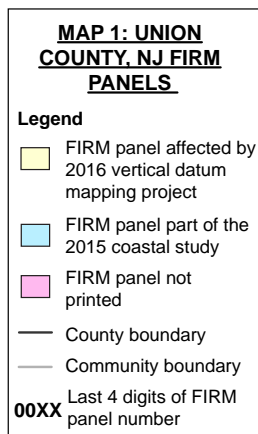 MAP 1: UNION
COUNTY, NJ FIRM
PANELS
Legend
FIRM panel affected by
2016 vertical datum
mapping project
FIRM panel part of the
2015 coastal study
FIRM panel not
printed
County boundary
Community boundary
00XX Last 4 digits of FIRM
panel number